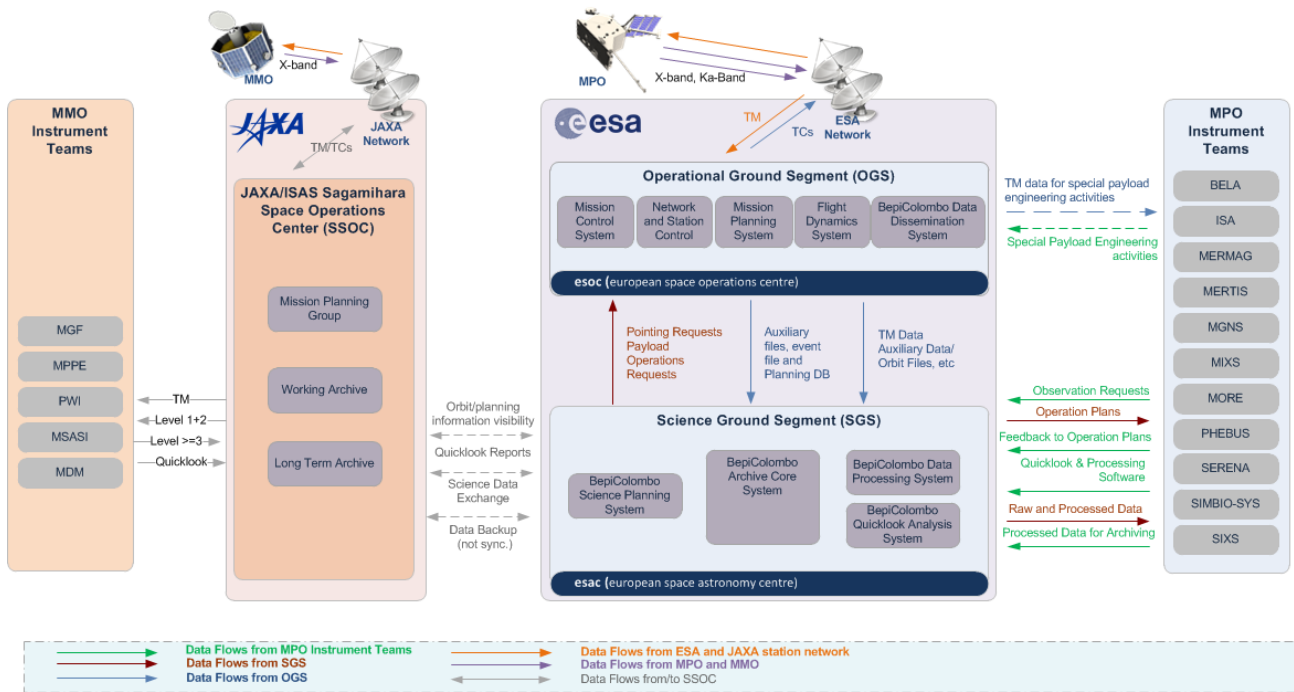 MMO
X-band
MPO
X-band, Ka-Band
MMO
Instrument
Teams
MGF
MPPE
PWI
MSASI
MDM
TM
Level 1+2
Level >=3
Quicklook
JAXA
JAXA
Network
TM/TCs
JAXA/ISAS Sagamihara
Space Operations
Center (SSOC)
Mission Planning
Group
Working Archive
Long Term Archive
Orbit/planning
information visibility
Quicklook Reports
Science Data
Exchange
Data Backup
(not sync.)
esa
TM
TCs
ESA
Network
Operational Ground Segment (OGS)
Mission
Control
System
Network
and Station
Control
Mission
Planning
System
Flight
Dynamics
System
BepiColombo Data
Dissemination
System
esoc (european space operations centre)
Pointing Requests
Payload
Operations
Requests
Auxiliary
files, event
file and
Planning DB
TM Data
Auxiliary Data/
Orbit Files, etc
Science Ground Segment (SGS)
BepiColombo
Science Planning
System
BepiColombo
Archive Core
System
BepiColombo Data
Processing System
BepiColombo
Quicklook Analysis
System
esac (european space astronomy centre)
TM data for special payload
engineering activities
Special Payload Engineering
activities
Observation Requests
Operation Plans
Feedback to Operation Plans
Quicklook & Processing
Software
Raw and Processed Data
Processed Data for Archiving
MPO
Instrument
Teams
BELA
ISA
MERMAG
MERTIS
MGNS
MIXS
MORE
PHEBUS
SERENA
SIMBIO-SYS
SIXS
Data Flows from MPO Instrument Teams
Data Flows from SGS
Data Flows from OGS
Data Flows from ESA and JAXA station network
Data Flows from MPO and MMO
Data Flows from/to SSOC